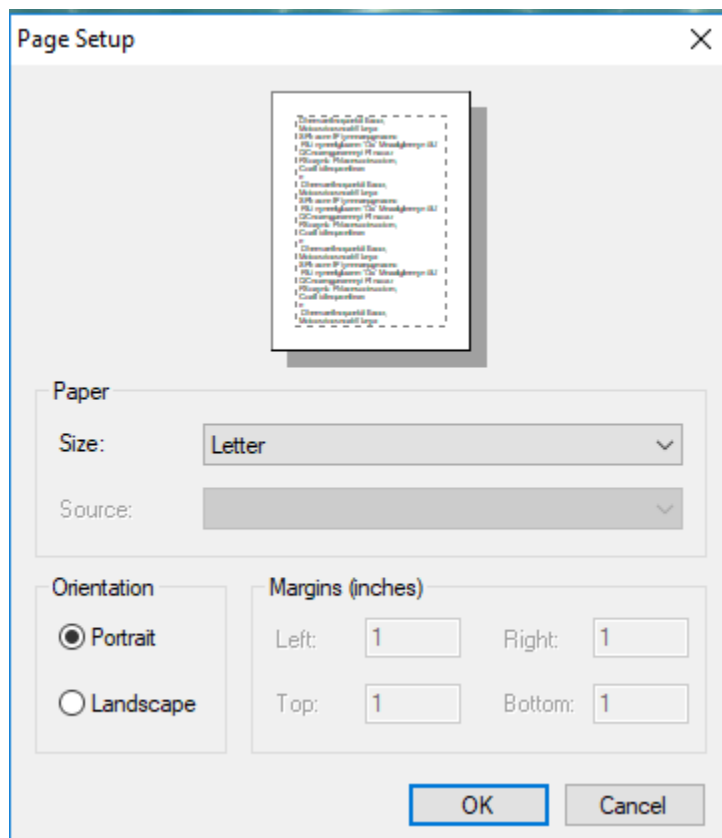 Page Setup
Paper
Size: Letter
Source:
Orientation
Portrait
Landscape
Margins (inches)
Left: 1 Right: 1
Top: 1 Bottom: 1
OK Cancel